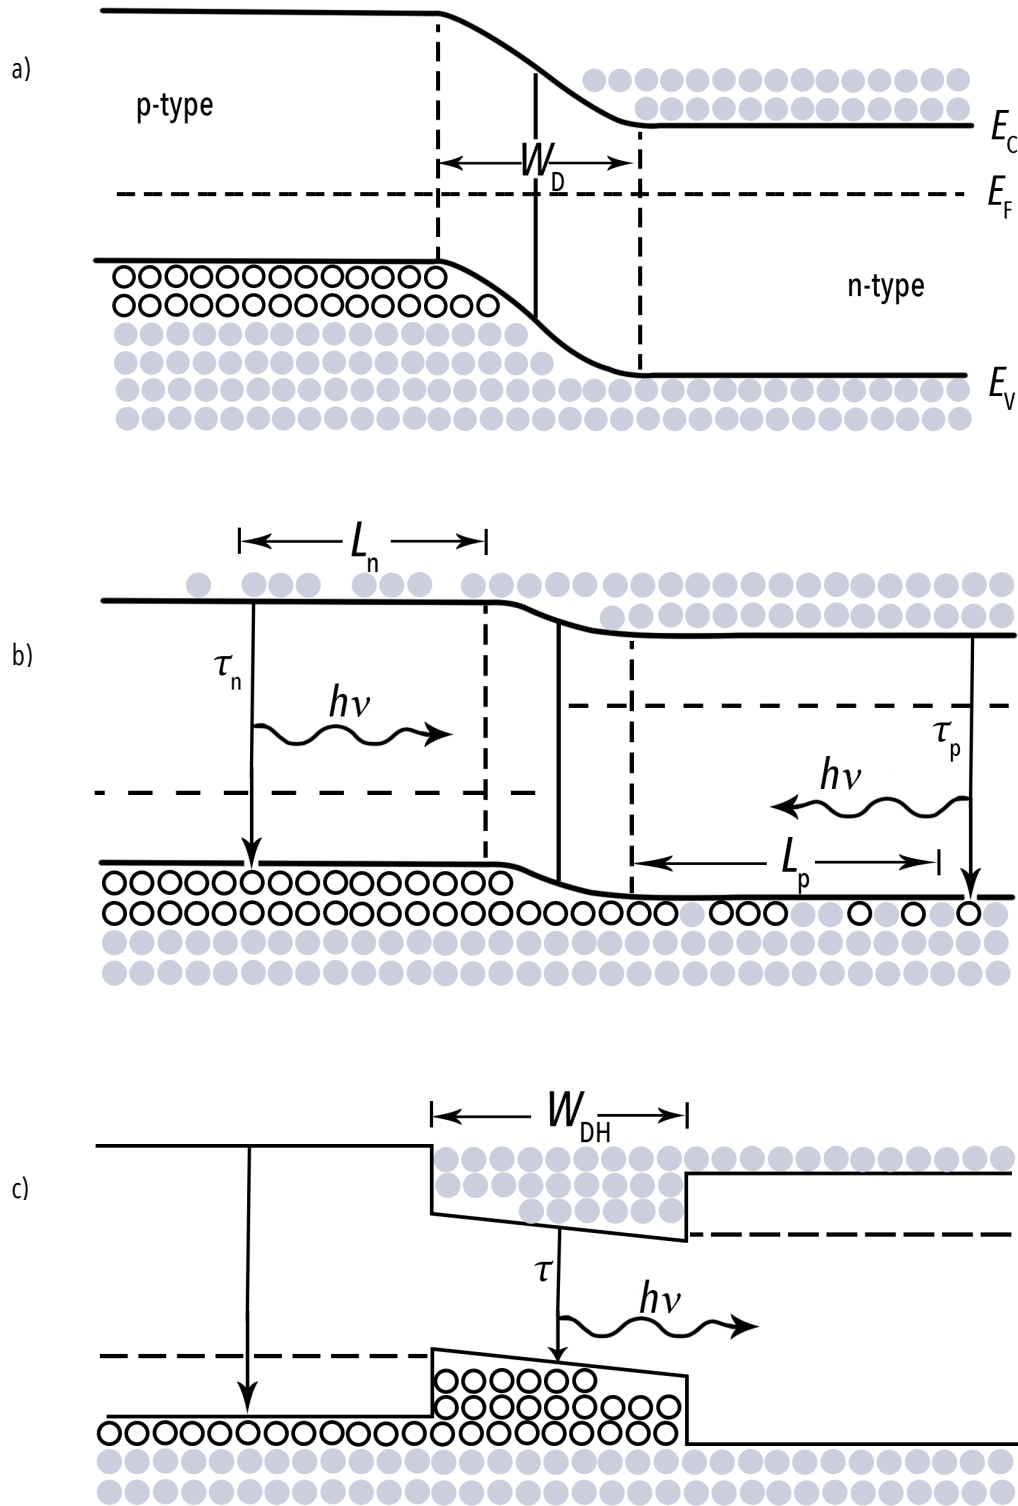 a)
p-type
E_C
W_D
E_F
n-type
E_V
L_n
b)
τ_n
hν
τ_p
hν
L_p
W_DH
c)
τ
hν